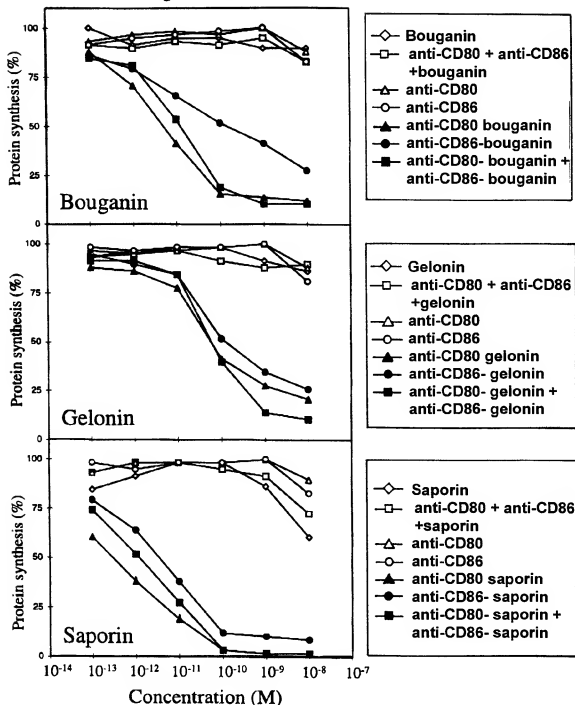 Protein synthesis (%)
100
75
50
25
0
Bouganin
Bouganin
anti-CD80 + anti-CD86
+bouganin
anti-CD80
anti-CD86
anti-CD80 bouganin
anti-CD86-bouganin
anti-CD80- bouganin +
anti-CD86- bouganin
Protein synthesis (%)
100
75
50
25
0
Gelonin
Gelonin
anti-CD80 + anti-CD86
+gelonin
anti-CD80
anti-CD86
anti-CD80 gelonin
anti-CD86- gelonin
anti-CD80- gelonin +
anti-CD86- gelonin
Protein synthesis (%)
100
75
50
25
0
Saporin
Saporin
anti-CD80 + anti-CD86
+saporin
anti-CD80
anti-CD86
anti-CD80 saporin
anti-CD86- saporin
anti-CD80- saporin +
anti-CD86- saporin
10-14 10-13 10-12 10-11 10-10 10-9 10-8 10-7
Concentration (M)